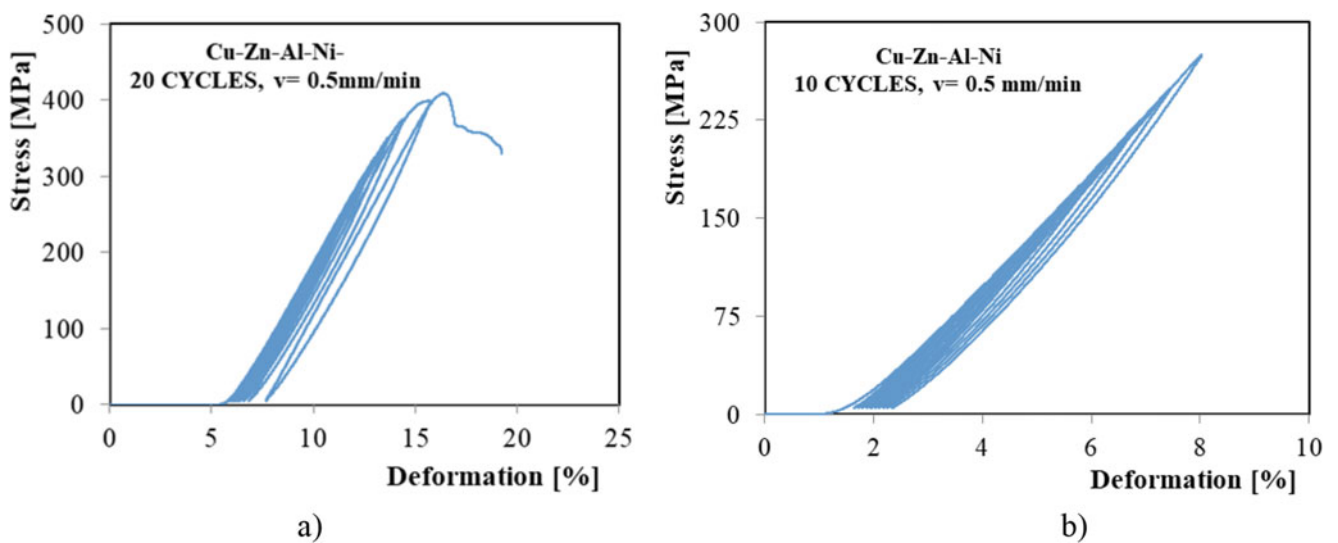 Cu-Zn-Al-Ni-
20 CYCLES, v= 0.5mm/min
Stress [MPa]
500
400
300
200
100
0
0 5 10 15 20 25
Deformation [%]
a)
Cu-Zn-Al-Ni
10 CYCLES, v= 0.5 mm/min
Stress [MPa]
300
225
150
75
0
0 2 4 6 8 10
Deformation [%]
b)